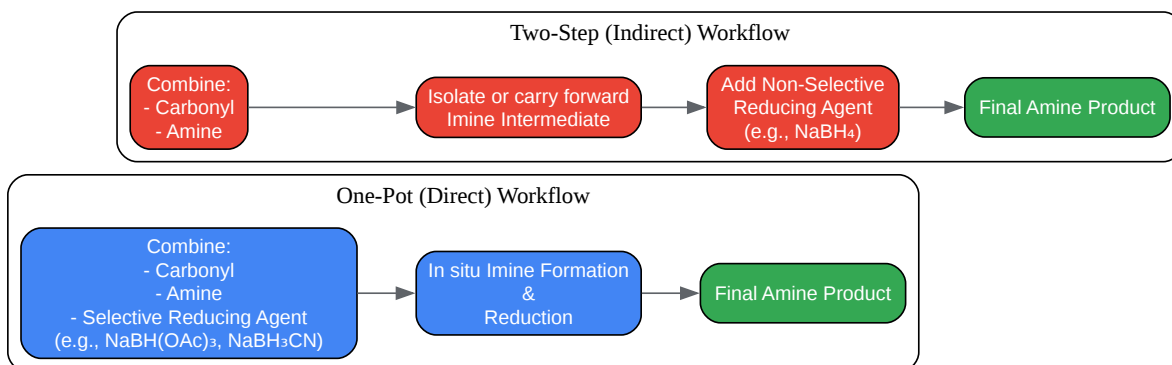 Two-Step (Indirect) Workflow
Combine:
- Carbonyl
- Amine
Isolate or carry forward
Imine Intermediate
Add Non-Selective
Reducing Agent
(e.g., NaBH₄)
Final Amine Product
One-Pot (Direct) Workflow
Combine:
- Carbonyl
- Amine
- Selective Reducing Agent
(e.g., NaBH(OAc)₃, NaBH₃CN)
In situ Imine Formation
&
Reduction
Final Amine Product